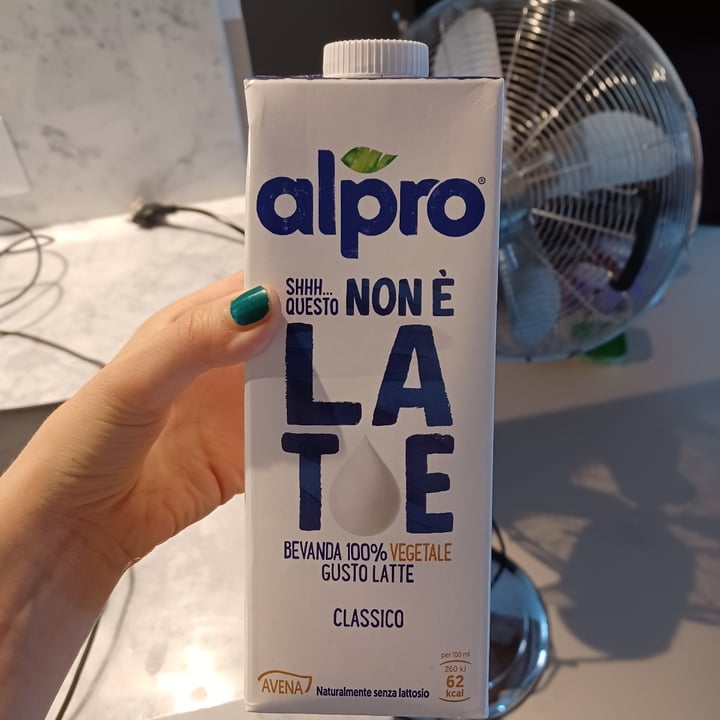 alpro®
SHHH... QUESTO NON È
LA
TE
BEVANDA 100% VEGETALE
GUSTO LATTE
CLASSICO
per 100 ml
260 kJ
62
kcal
AVENA
Naturalmente senza lattosio